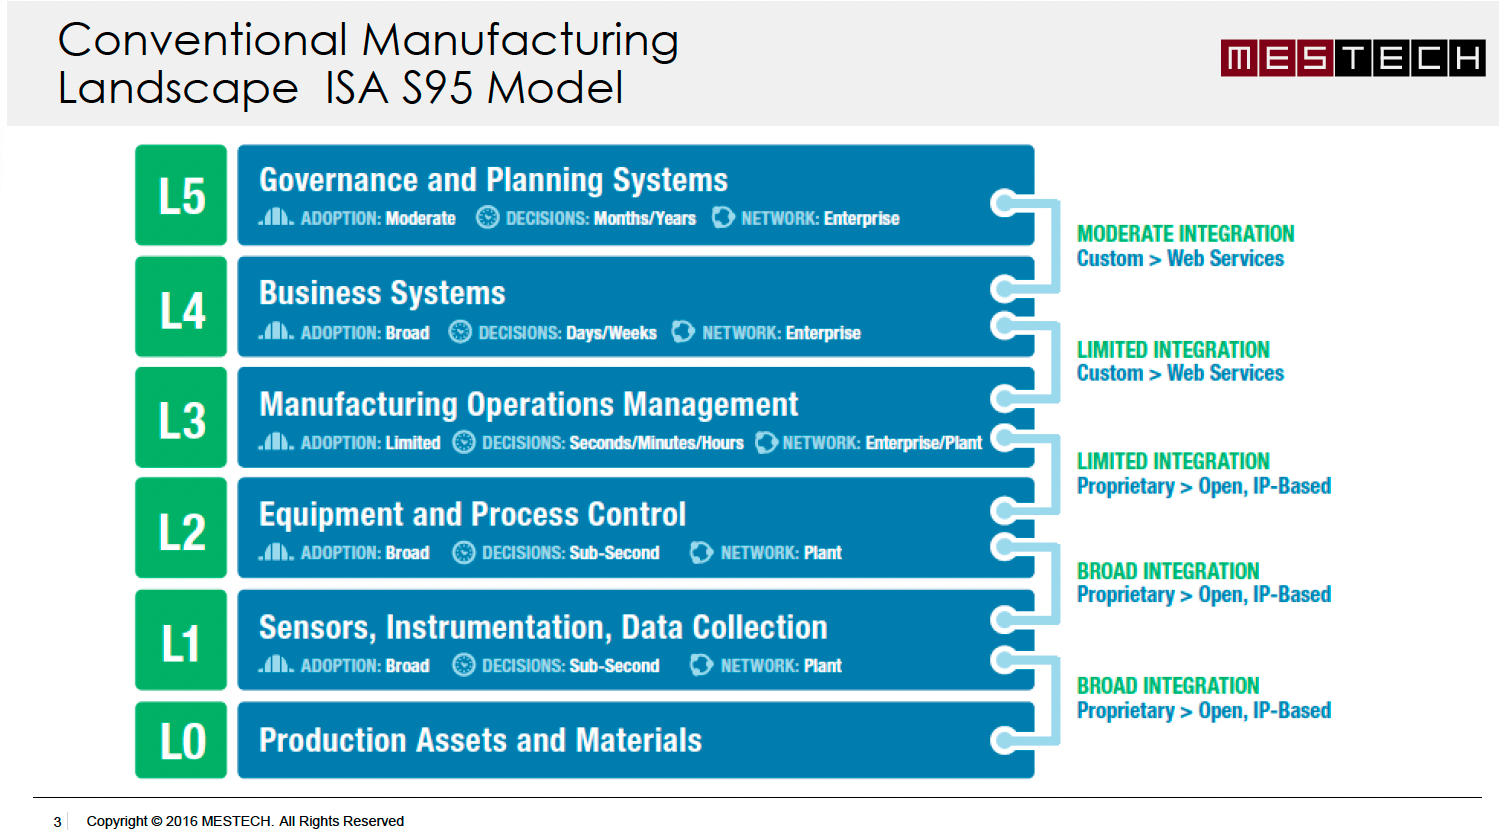 Conventional Manufacturing
Landscape ISA S95 Model
MESTECH
L5
Governance and Planning Systems
ADOPTION: Moderate DECISIONS: Months/Years NETWORK: Enterprise
MODERATE INTEGRATION
Custom > Web Services
L4
Business Systems
ADOPTION: Broad DECISIONS: Days/Weeks NETWORK: Enterprise
LIMITED INTEGRATION
Custom > Web Services
L3
Manufacturing Operations Management
ADOPTION: Limited DECISIONS: Seconds/Minutes/Hours NETWORK: Enterprise/Plant
LIMITED INTEGRATION
Proprietary > Open, IP-Based
L2
Equipment and Process Control
ADOPTION: Broad DECISIONS: Sub-Second NETWORK: Plant
BROAD INTEGRATION
Proprietary > Open, IP-Based
L1
Sensors, Instrumentation, Data Collection
ADOPTION: Broad DECISIONS: Sub-Second NETWORK: Plant
BROAD INTEGRATION
Proprietary > Open, IP-Based
L0
Production Assets and Materials
3 Copyright © 2016 MESTECH. All Rights Reserved